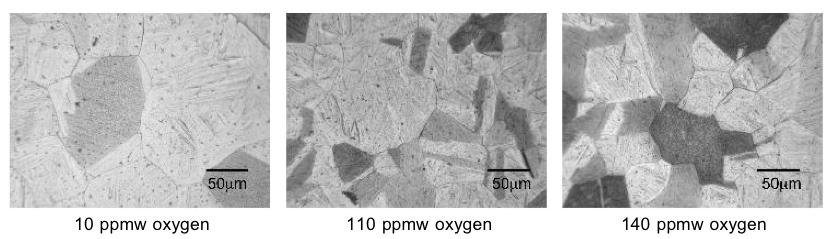 50μm
50μm
50μm
10 ppmw oxygen
110 ppmw oxygen
140 ppmw oxygen